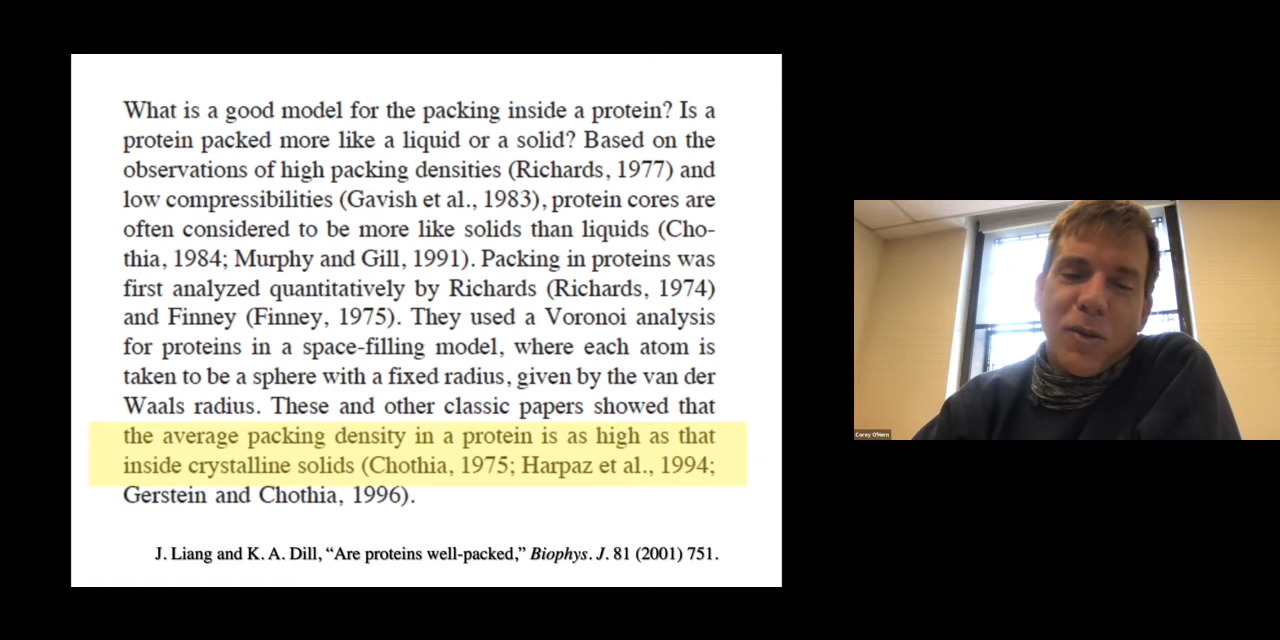 What is a good model for the packing inside a protein? Is a
protein packed more like a liquid or a solid? Based on the
observations of high packing densities (Richards, 1977) and
low compressibilities (Gavish et al., 1983), protein cores are
often considered to be more like solids than liquids (Cho-
thia, 1984; Murphy and Gill, 1991). Packing in proteins was
first analyzed quantitatively by Richards (Richards, 1974)
and Finney (Finney, 1975). They used a Voronoi analysis
for proteins in a space-filling model, where each atom is
taken to be a sphere with a fixed radius, given by the van der
Waals radius. These and other classic papers showed that
the average packing density in a protein is as high as that
inside crystalline solids (Chothia, 1975; Harpaz et al., 1994;
Gerstein and Chothia, 1996).
J. Liang and K. A. Dill, “Are proteins well-packed,” Biophys. J. 81 (2001) 751.
Corey O'Hern